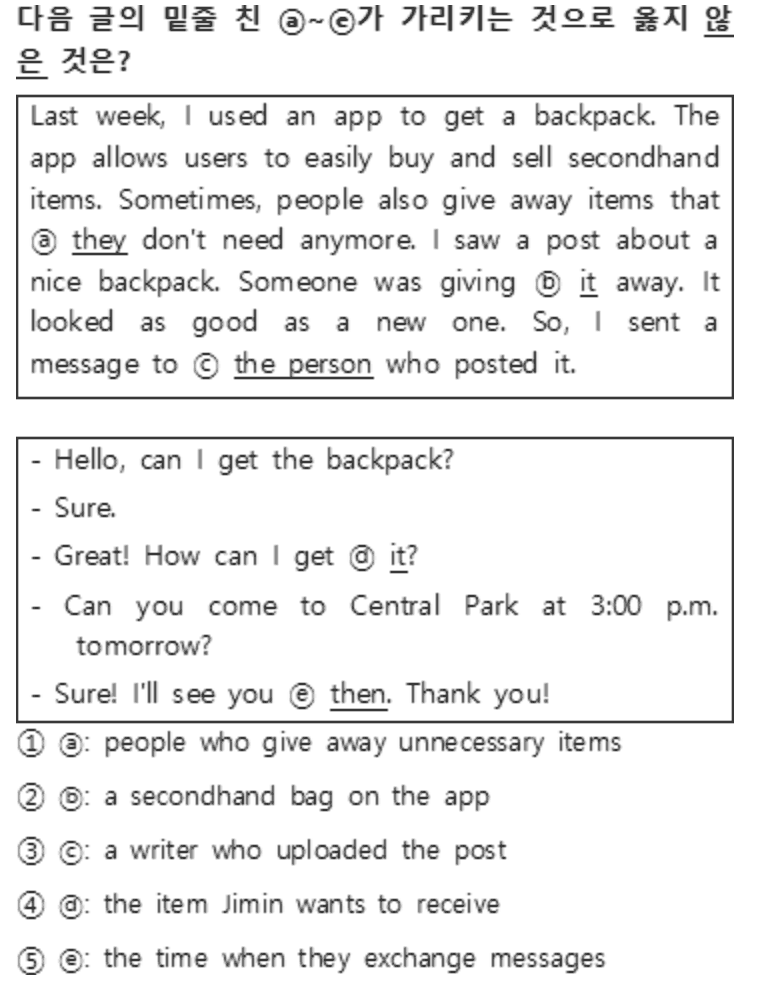 다음 글의 밑줄 친 ⓐ~ⓔ가 가리키는 것으로 옳지 않
은 것은?
Last week, I used an app to get a backpack. The
app allows users to easily buy and sell secondhand
items. Sometimes, people also give away items that
ⓐ they don't need anymore. I saw a post about a
nice backpack. Someone was giving ⓑ it away. It
looked as good as a new one. So, I sent a
message to ⓒ the person who posted it.
- Hello, can I get the backpack?
- Sure.
- Great! How can I get ⓓ it?
- Can you come to Central Park at 3:00 p.m.
tomorrow?
- Sure! I'll see you ⓔ then. Thank you!
① ⓐ: people who give away unnecessary items
② ⓑ: a secondhand bag on the app
③ ⓒ: a writer who uploaded the post
④ ⓓ: the item Jimin wants to receive
⑤ ⓔ: the time when they exchange messages